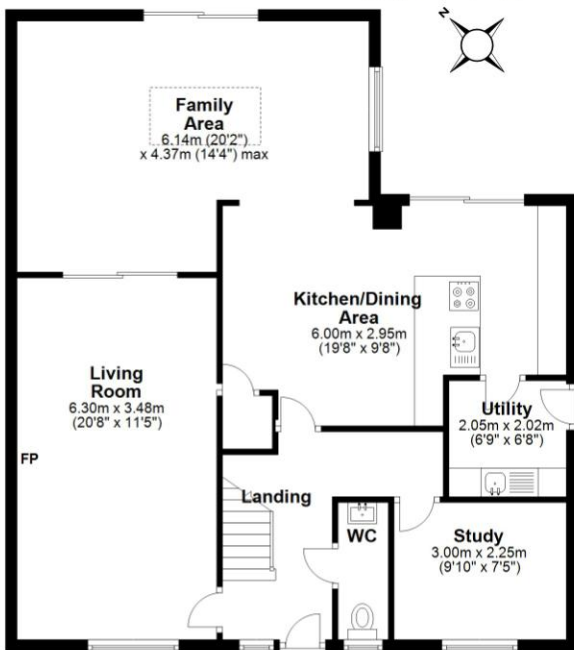 N
Family
Area
6.14m (20'2")
x 4.37m (14'4") max
Kitchen/Dining
Area
6.00m x 2.95m
(19'8" x 9'8")
Living
Room
6.30m x 3.48m
(20'8" x 11'5")
FP
Utility
2.05m x 2.02m
(6'9" x 6'8")
Landing
WC
Study
3.00m x 2.25m
(9'10" x 7'5")